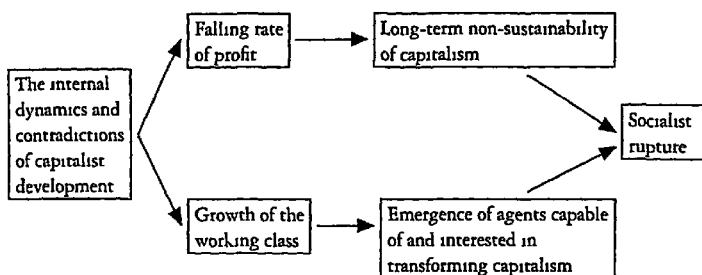 The internal
dynamics and
contradictions
of capitalist
development
Falling rate
of profit
Long-term non-sustainability
of capitalism
Growth of the
working class
Emergence of agents capable
of and interested in
transforming capitalism
Socialist
rupture